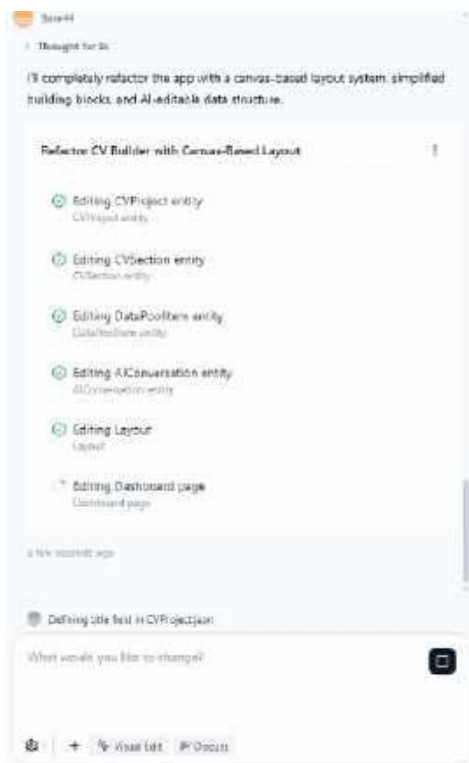 Base44
Thought for 9s
I'll completely refactor the app with a canvas-based layout system, simplified
building blocks, and AI-editable data structure.
Refactor CV Builder with Canvas-Based Layout
Editing CVProject entity
CVProject entity
Editing CVSection entity
CVSection entity
Editing DataPoolItem entity
DataPoolItem entity
Editing AIConversation entity
AIConversation entity
Editing Layout
Layout
Editing Dashboard page
Dashboard page
a few seconds ago
Defining title field in CVProject.json
What would you like to change?
Visual Edit
Discuss